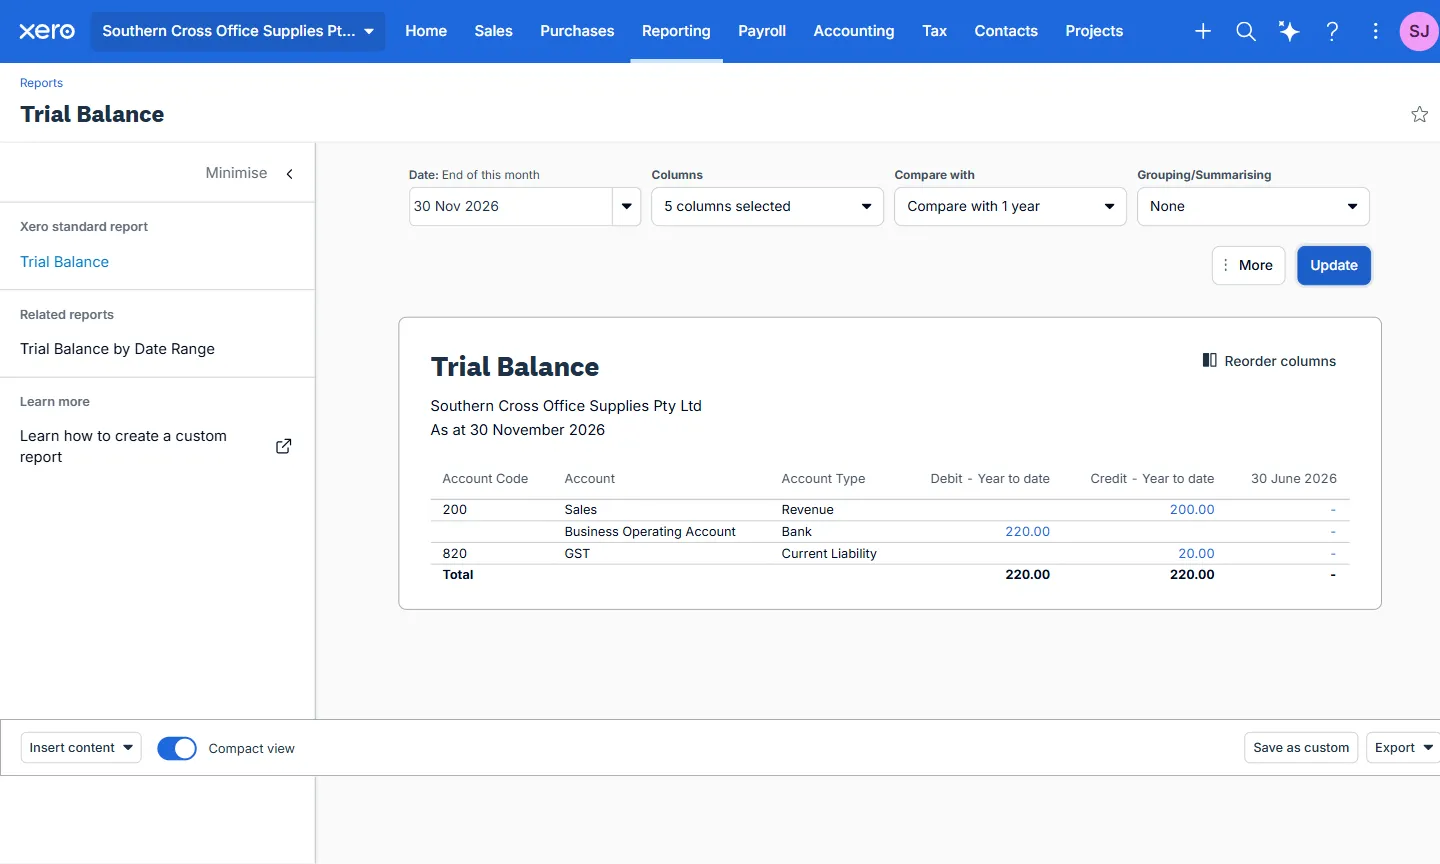 xero
Southern Cross Office Supplies Pt...
Home
Sales
Purchases
Reporting
Payroll
Accounting
Tax
Contacts
Projects
SJ
Reports
Trial Balance
Minimise
Xero standard report
Trial Balance
Related reports
Trial Balance by Date Range
Learn more
Learn how to create a custom
report
Date: End of this month
30 Nov 2026
Columns
5 columns selected
Compare with
Compare with 1 year
Grouping/Summarising
None
More
Update
Trial Balance
Reorder columns
Southern Cross Office Supplies Pty Ltd
As at 30 November 2026
Account Code Account Account Type Debit - Year to date Credit - Year to date 30 June 2026
200 Sales Revenue 200.00 -
Business Operating Account Bank 220.00 -
820 GST Current Liability 20.00 -
Total 220.00 220.00 -
Insert content
Compact view
Save as custom
Export